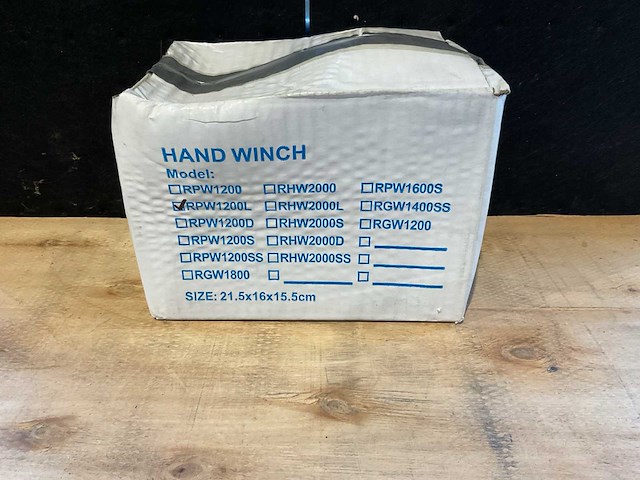 HAND WINCH
Model:
RPW1200 RHW2000 RPW1600S
RPW1200L RHW2000L RGW1400SS
RPW1200D RHW2000S RGW1200
RPW1200S RHW2000D
RPW1200SS RHW2000SS
RGW1800
SIZE: 21.5x16x15.5cm